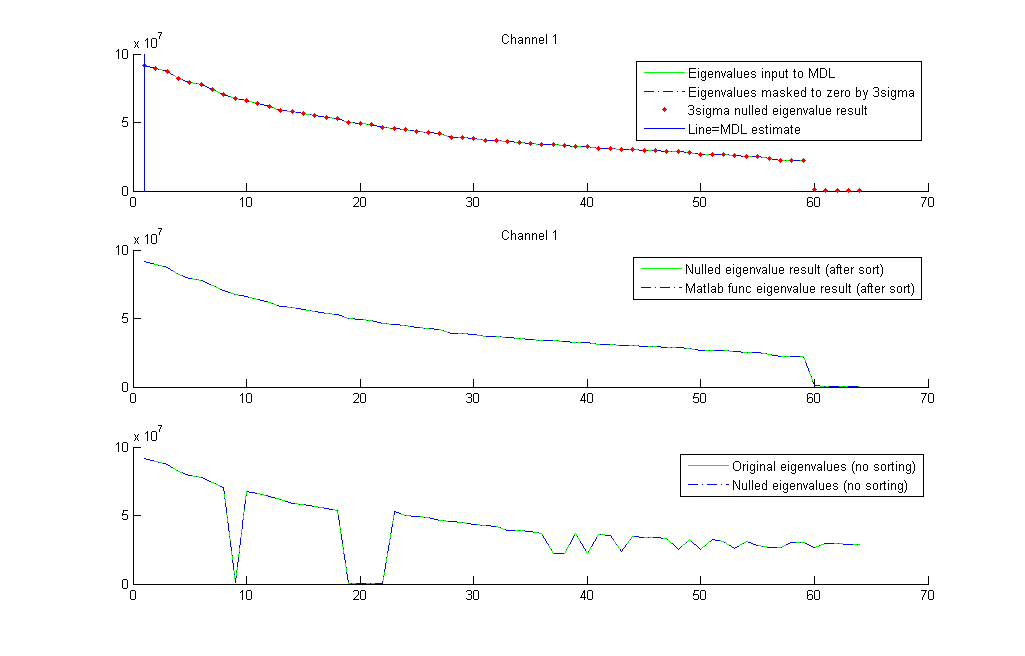 Channel 1
x 10^7
10
5
0
0 10 20 30 40 50 60 70
Eigenvalues input to MDL
Eigenvalues masked to zero by 3sigma
3sigma nulled eigenvalue result
Line=MDL estimate
Channel 1
x 10^7
10
5
0
0 10 20 30 40 50 60 70
Nulled eigenvalue result (after sort)
Matlab func eigenvalue result (after sort)
x 10^7
10
5
0
0 10 20 30 40 50 60 70
Original eigenvalues (no sorting)
Nulled eigenvalues (no sorting)